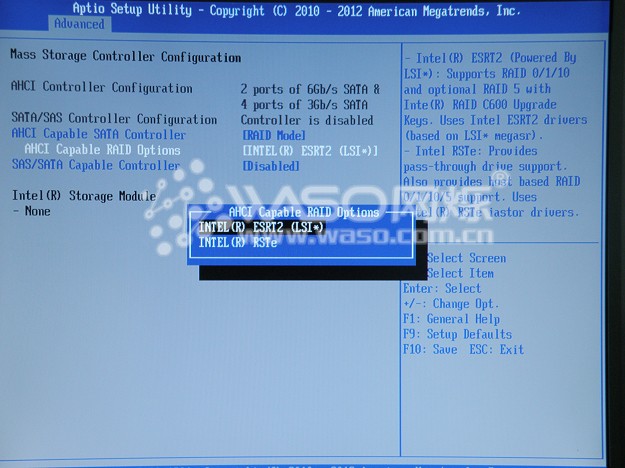 Aptio Setup Utility - Copyright (C) 2010 - 2012 American Megatrends, Inc.
Advanced
Mass Storage Controller Configuration
AHCI Controller Configuration 2 ports of 6Gb/s SATA &
4 ports of 3Gb/s SATA
SATA/SAS Controller Configuration Controller is disabled
AHCI Capable SATA Controller [RAID Mode]
AHCI Capable RAID Options [INTEL(R) ESRT2 (LSI*)]
SAS/SATA Capable Controller [Disabled]
Intel(R) Storage Module
- None
AHCI Capable RAID Options
INTEL(R) ESRT2 (LSI*)
INTEL(R) RSTe
- Intel(R) ESRT2 (Powered By
LSI*): Supports RAID 0/1/10
and optional RAID 5 with
Inte(R) RAID C600 Upgrade
Keys. Uses Intel ESRT2 drivers
(based on LSI* megasr).
- Intel RSTe: Provides
pass-through drive support.
Also provides host based RAID
0/1/10/5 support. Uses
Intel(R) RSTe iastor drivers.
Select Screen
Select Item
Enter: Select
+/-: Change Opt.
F1: General Help
F9: Setup Defaults
F10: Save ESC: Exit
www.waso.com.cn